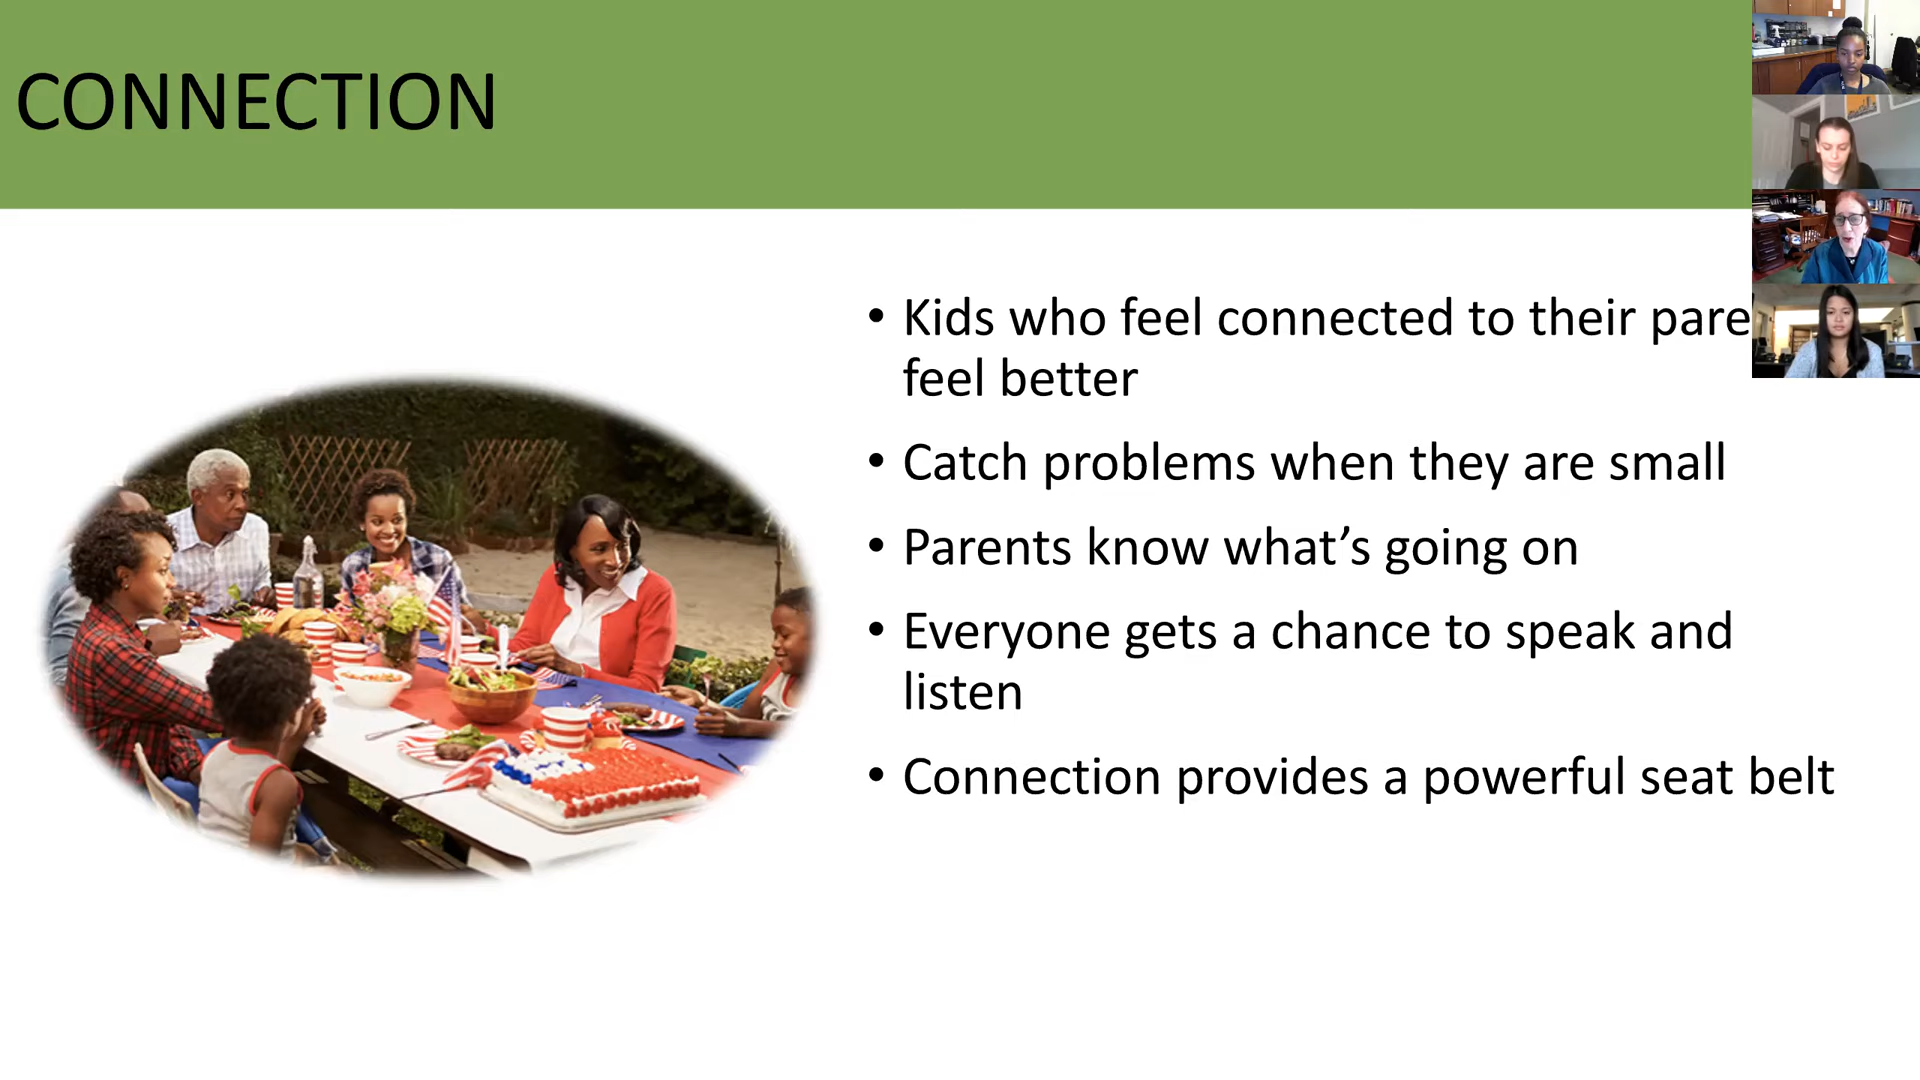 CONNECTION
• Kids who feel connected to their
feel better
• Catch problems when they are small
• Parents know what’s going on
• Everyone gets a chance to speak and
listen
• Connection provides a powerful seat belt